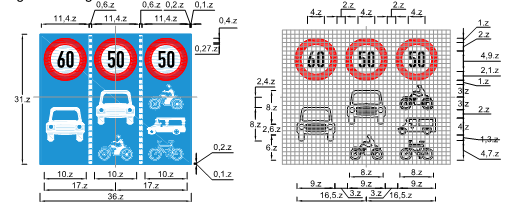 0,6.z 0,6.z 0,2.z 0,1.z
11,4.z 11,4.z 11,4.z
0,4.z
0,27.z
60 50 50
31.z
0,2.z
0,1.z
10.z 10.z 10.z
17.z 17.z
36.z
2.z 2.z
4.z 4.z 4.z
1.z
2.z
4,9.z
2,1.z
1.z
60 50 50
2,4.z
8.z
8.z
2,6.z
6.z
3.z
3.z
2.z
4.z
1,3.z
4,7.z
8.z 8.z
9.z 9.z 9.z
16,5.z 3.z 3.z 16,5.z